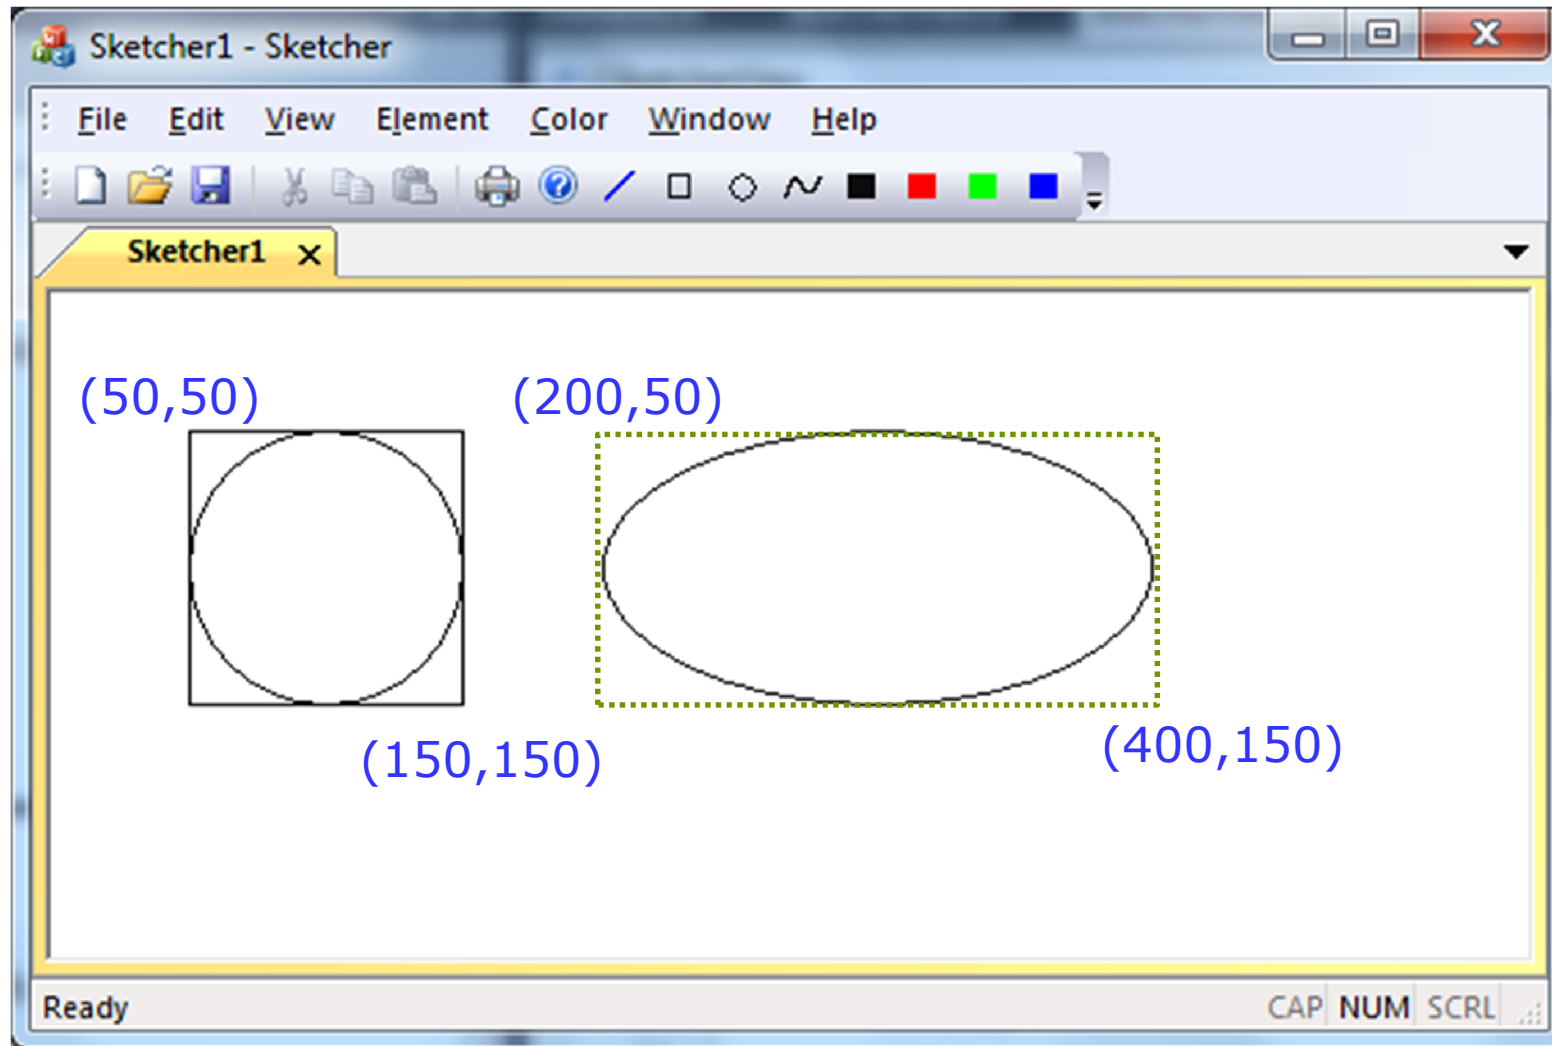 Sketcher1 - Sketcher
File Edit View Element Color Window Help
Sketcher1
(50,50) (200,50)
(150,150) (400,150)
Ready CAP NUM SCRL